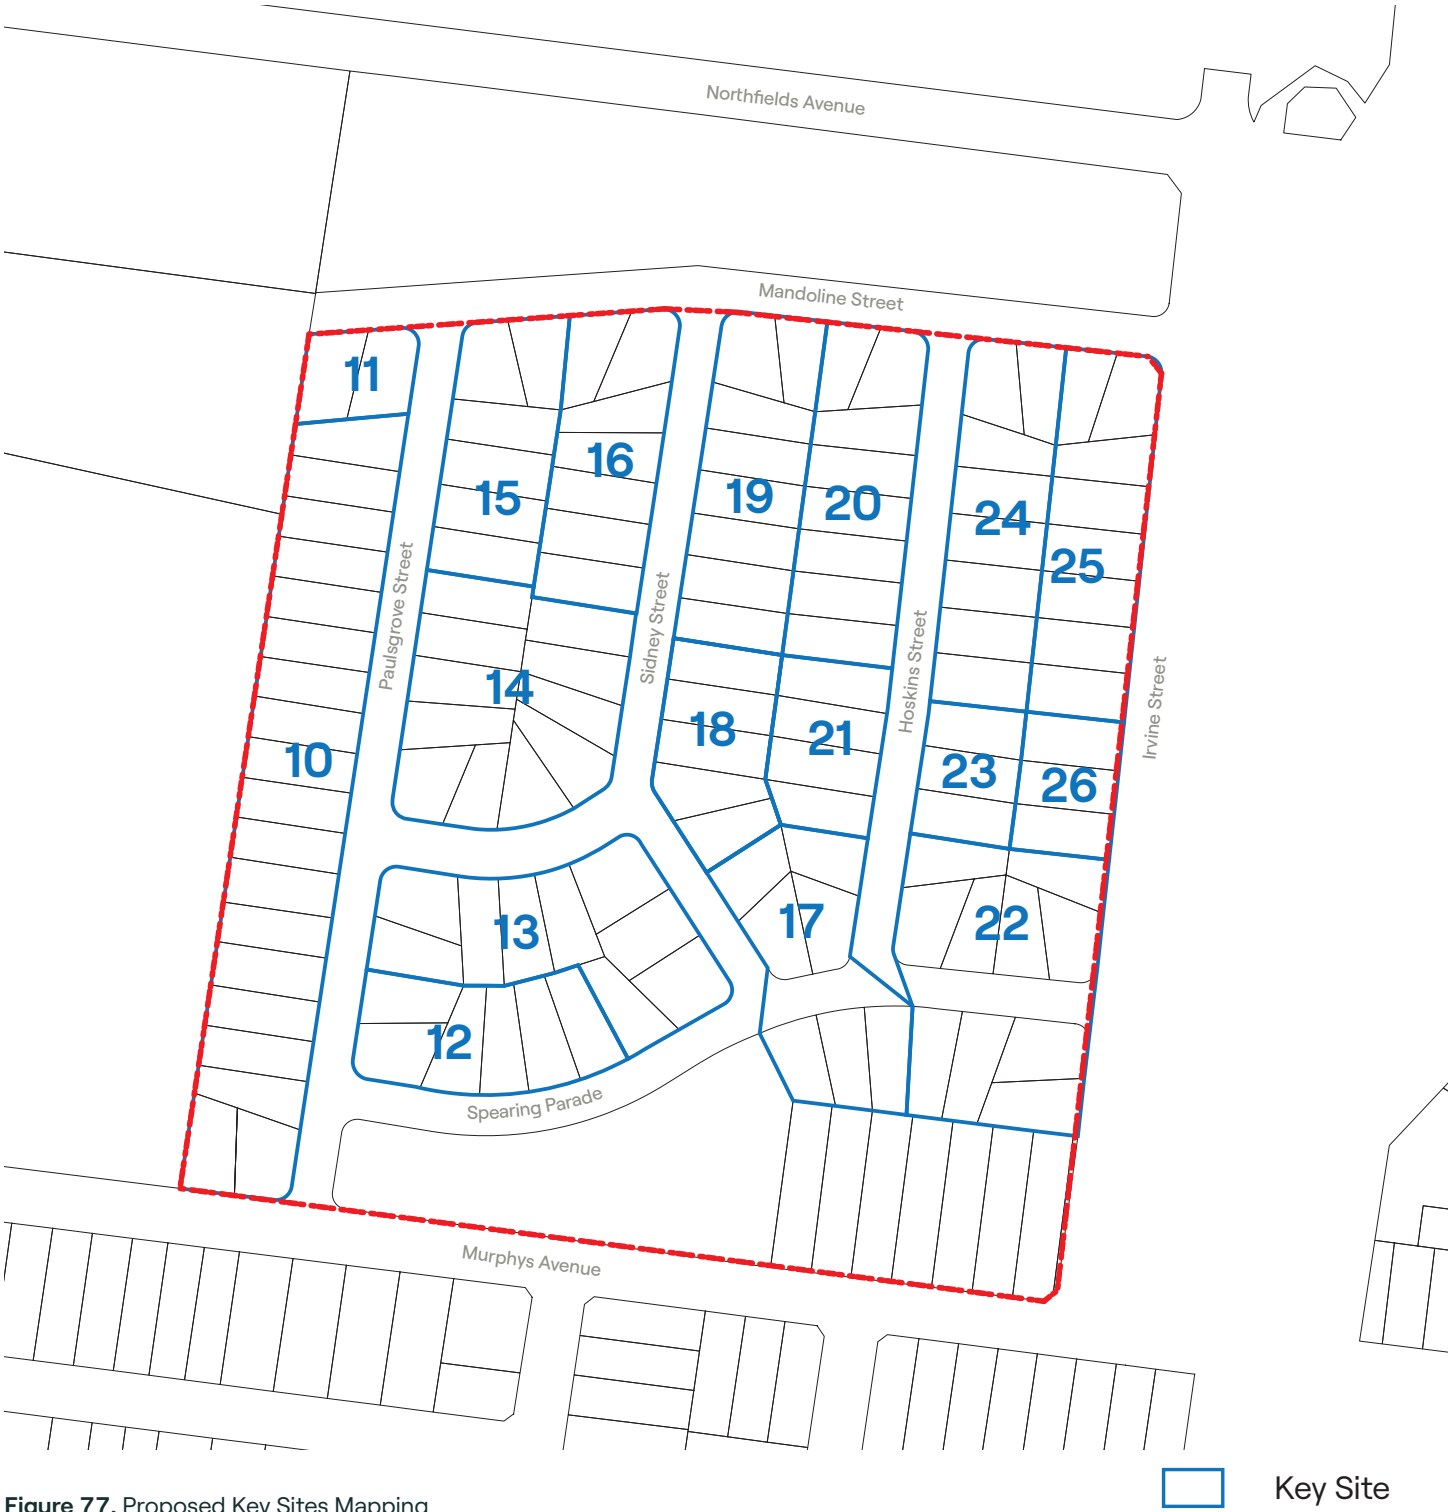 Northfields Avenue
Mandoline Street
11
16
15
19
20
24
25
Paulsgrove Street
Sidney Street
Hoskins Street
Irvine Street
14
18
21
10
23
26
17
22
13
12
Spearing Parade
Murphys Avenue
Key Site
Figure 77. Proposed Key Sites Mapping